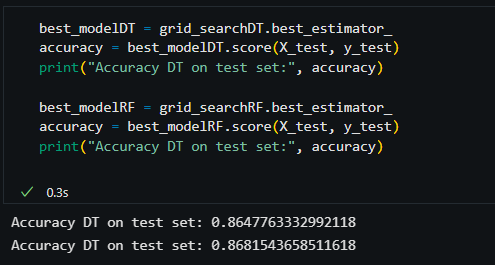 best_modelDT = grid_searchDT.best_estimator_
accuracy = best_modelDT.score(X_test, y_test)
print("Accuracy DT on test set:", accuracy)
best_modelRF = grid_searchRF.best_estimator_
accuracy = best_modelRF.score(X_test, y_test)
print("Accuracy DT on test set:", accuracy)
0.3s
Accuracy DT on test set: 0.8647763332992118
Accuracy DT on test set: 0.8681543658511618